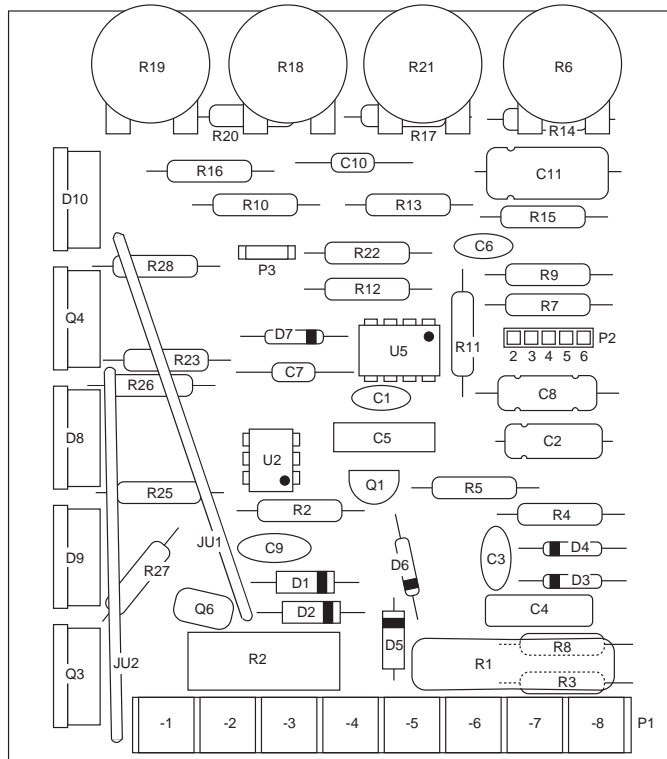 R19 R18 R21 R6
R20 R17 R14
R16 C10 C11
D10
R10 R13 R15
C6
R28 P3 R22 R9
R12 R7
Q4 D7 U5 R11 P2
2 3 4 5 6
R23
C7
R26 C1 C8
D8 C5 C2
U2
Q1
R25 R5
R2 R4
JU1
C9 D6 C3 D4
R27 D1 D3
D9
Q6 D2 C4
D5
R2 R1 R8
JU2
Q3 R3
-1 -2 -3 -4 -5 -6 -7 -8 P1